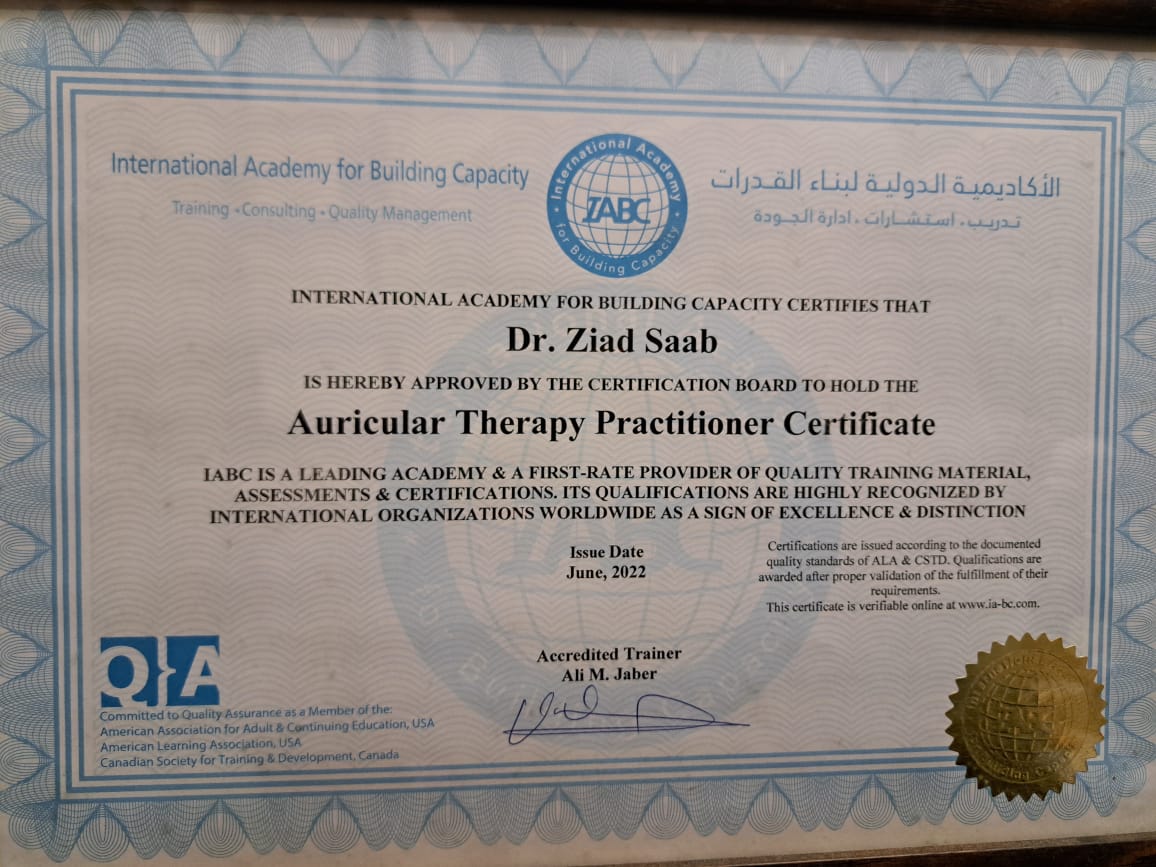 International Academy for Building Capacity
Training • Consulting • Quality Management
International Academy
IABC
for Building Capacity
الأكاديمية الدولية لبناء القدرات
تدريب . استشارات . ادارة الجودة
INTERNATIONAL ACADEMY FOR BUILDING CAPACITY CERTIFIES THAT
Dr. Ziad Saab
IS HEREBY APPROVED BY THE CERTIFICATION BOARD TO HOLD THE
Auricular Therapy Practitioner Certificate
IABC IS A LEADING ACADEMY & A FIRST-RATE PROVIDER OF QUALITY TRAINING MATERIAL,
ASSESSMENTS & CERTIFICATIONS. ITS QUALIFICATIONS ARE HIGHLY RECOGNIZED BY
INTERNATIONAL ORGANIZATIONS WORLDWIDE AS A SIGN OF EXCELLENCE & DISTINCTION
Issue Date
June, 2022
Certifications are issued according to the documented
quality standards of ALA & CSTD. Qualifications are
awarded after proper validation of the fulfillment of their
requirements.
This certificate is verifiable online at www.ia-bc.com.
Accredited Trainer
Ali M. Jaber
QA
Committed to Quality Assurance as a Member of the:
American Association for Adult & Continuing Education, USA
American Learning Association, USA
Canadian Society for Training & Development, Canada